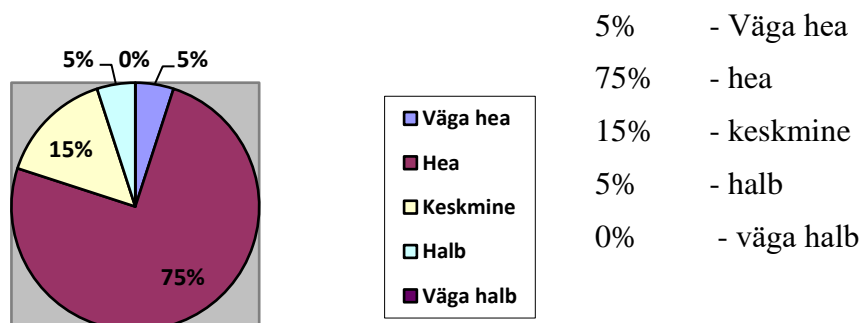 5% 0% 5%
15%
75%
Väga hea
Hea
Keskmine
Halb
Väga halb
5% - Väga hea
75% - hea
15% - keskmine
5% - halb
0% - väga halb